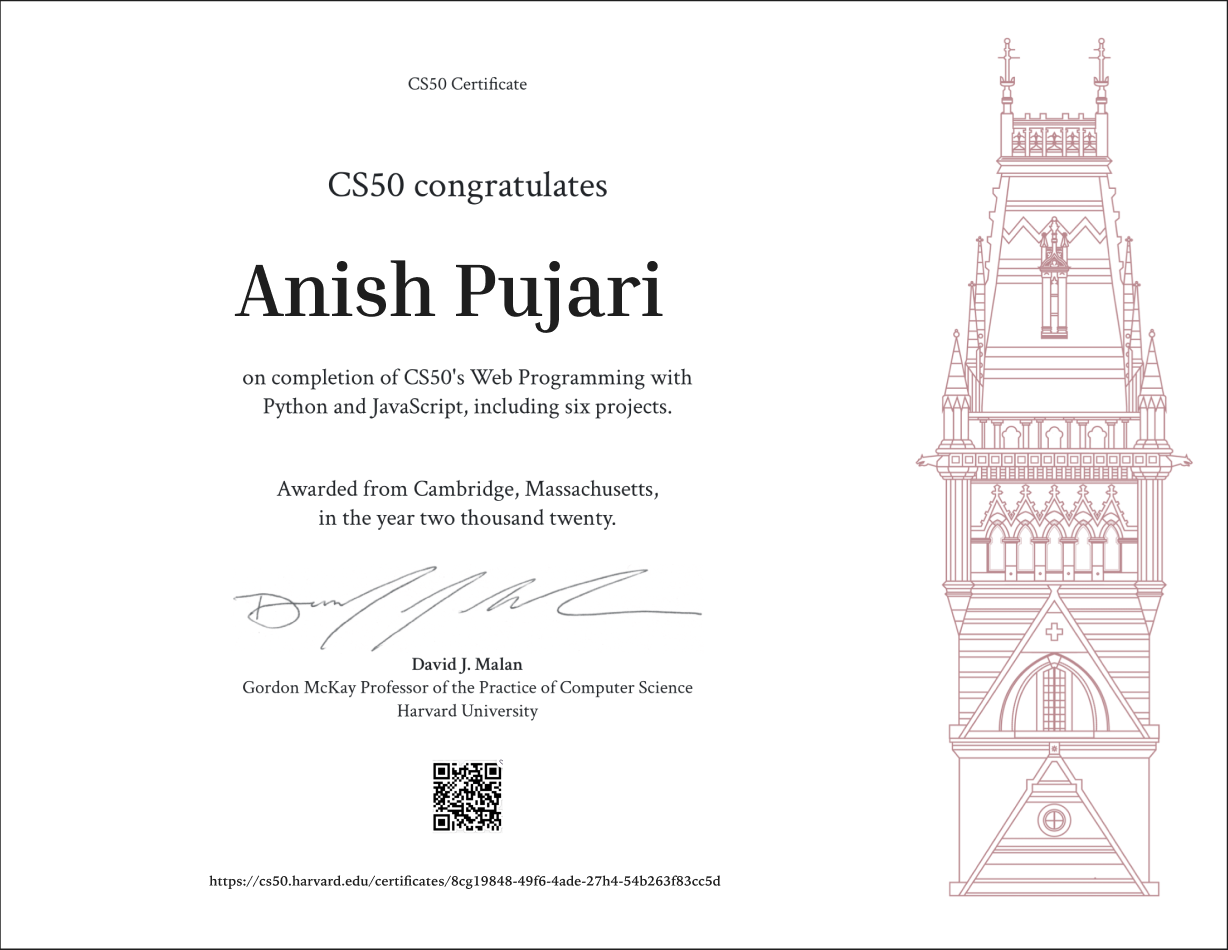 CS50 Certificate
CS50 congratulates
Anish Pujari
on completion of CS50's Web Programming with
Python and JavaScript, including six projects.
Awarded from Cambridge, Massachusetts,
in the year two thousand twenty.
David J. Malan
Gordon McKay Professor of the Practice of Computer Science
Harvard University
https://cs50.harvard.edu/certificates/8cg19848-49f6-4ade-27h4-54b263f83cc5d